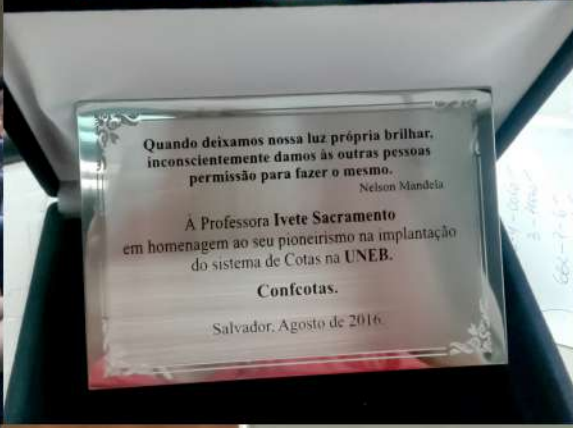 Quando deixamos nossa luz própria brilhar,
inconscientemente damos às outras pessoas
permissão para fazer o mesmo.
Nelson Mandela
À Professora Ivete Sacramento
em homenagem ao seu pioneirismo na implantação
do sistema de Cotas na UNEB.
Confcotas.
Salvador, Agosto de 2016.